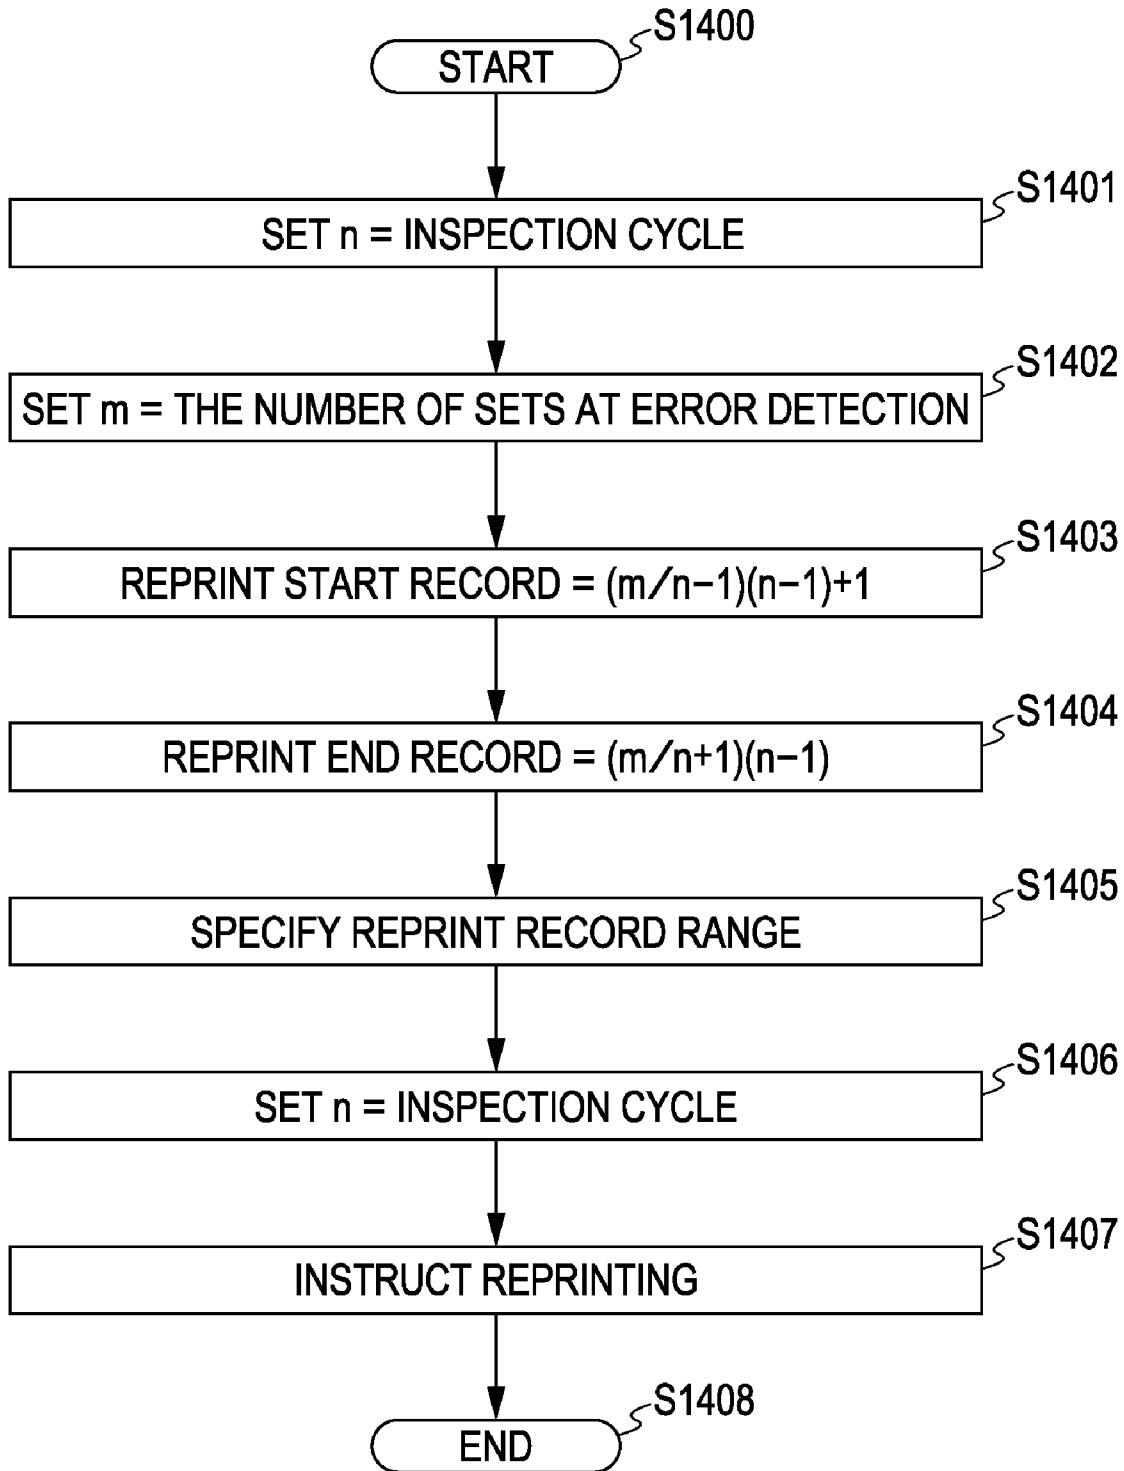 START
S1400
SET n = INSPECTION CYCLE
S1401
SET m = THE NUMBER OF SETS AT ERROR DETECTION
S1402
REPRINT START RECORD = (m/n−1)(n−1)+1
S1403
REPRINT END RECORD = (m/n+1)(n−1)
S1404
SPECIFY REPRINT RECORD RANGE
S1405
SET n = INSPECTION CYCLE
S1406
INSTRUCT REPRINTING
S1407
END
S1408